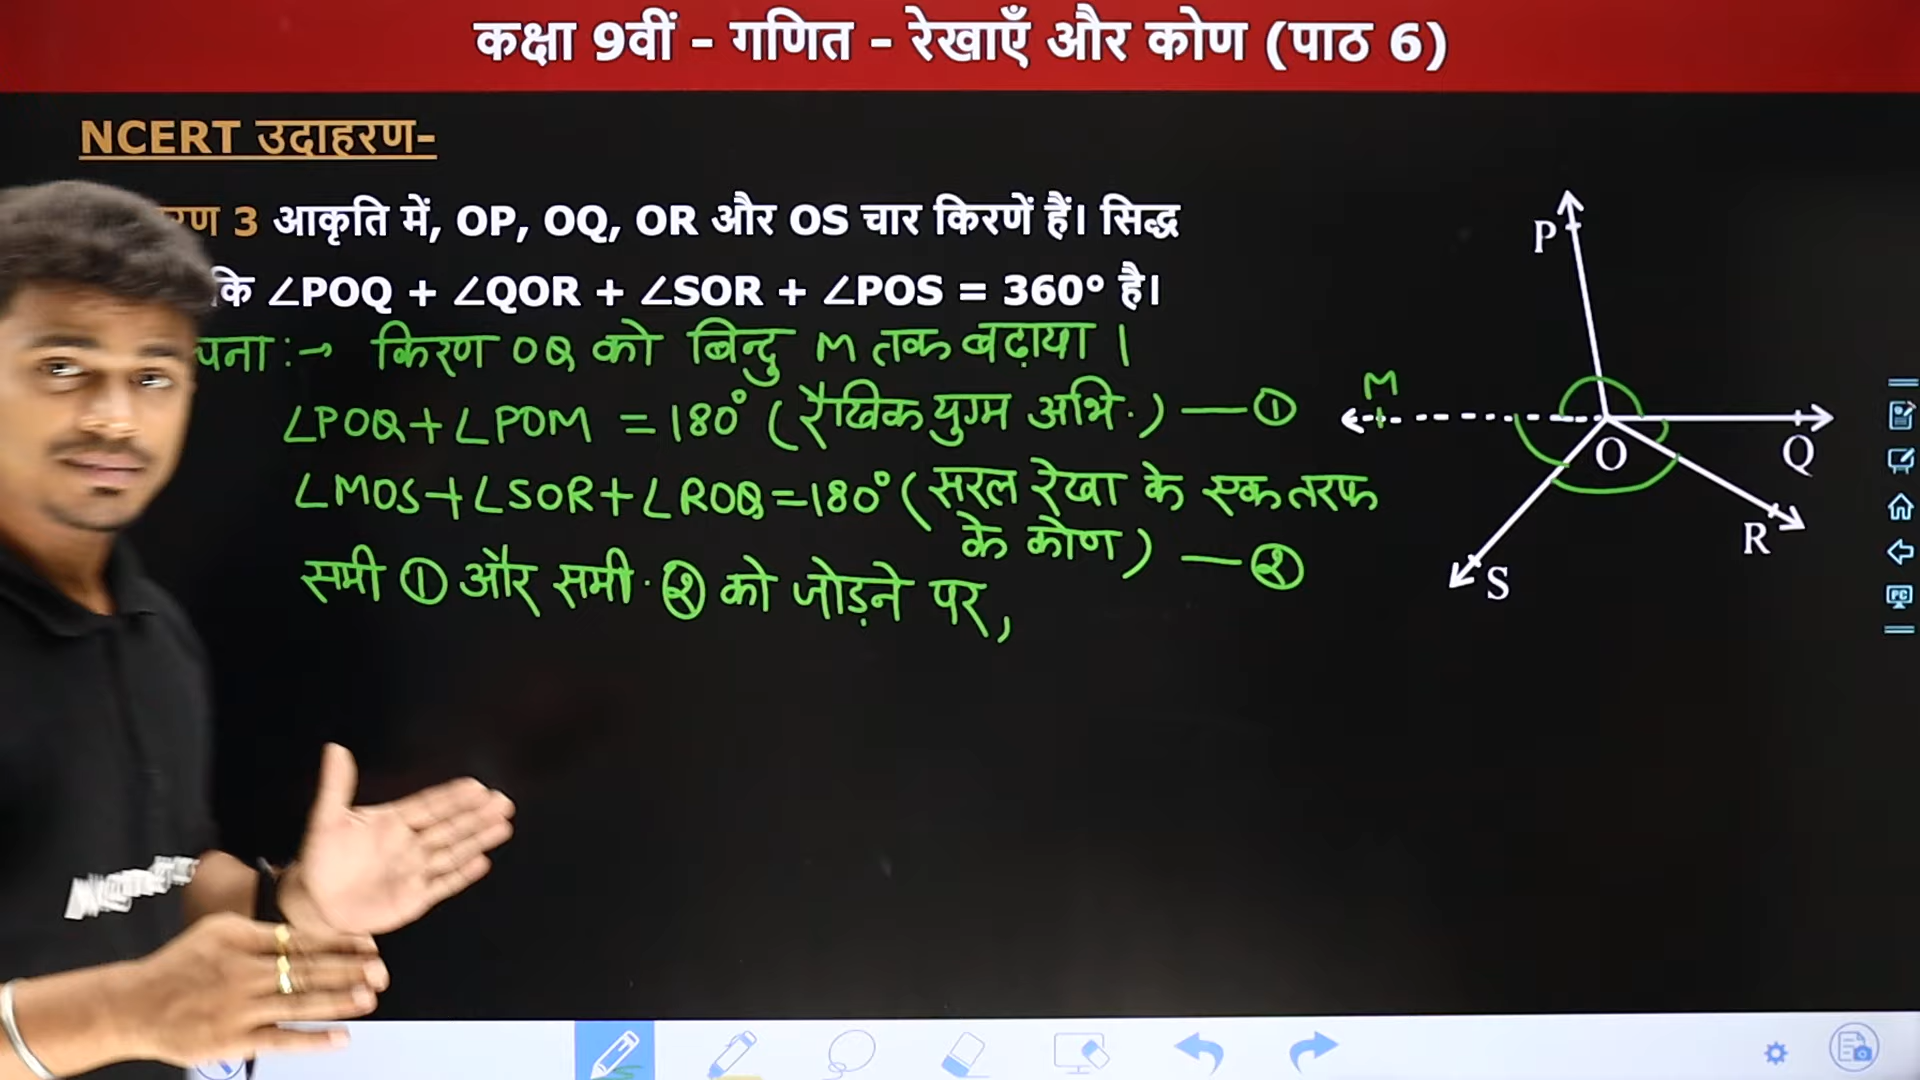 कक्षा 9वीं – गणित – रेखाएँ और कोण (पाठ 6)
NCERT उदाहरण-
3 आकृति में, OP, OQ, OR और OS चार किरणें हैं। सिद्ध
कि ∠POQ + ∠QOR + ∠SOR + ∠POS = 360° है।
:→ किरण OQ को बिन्दु M तक बढ़ाया।
∠POQ + ∠POM = 180° (रैखिक युग्म अभि.) — ①
∠MOS + ∠SOR + ∠ROQ = 180° (सरल रेखा के एक तरफ
के कोण) — ②
समी ① और समी. ② को जोड़ने पर,
P
M
O
Q
R
S
PC